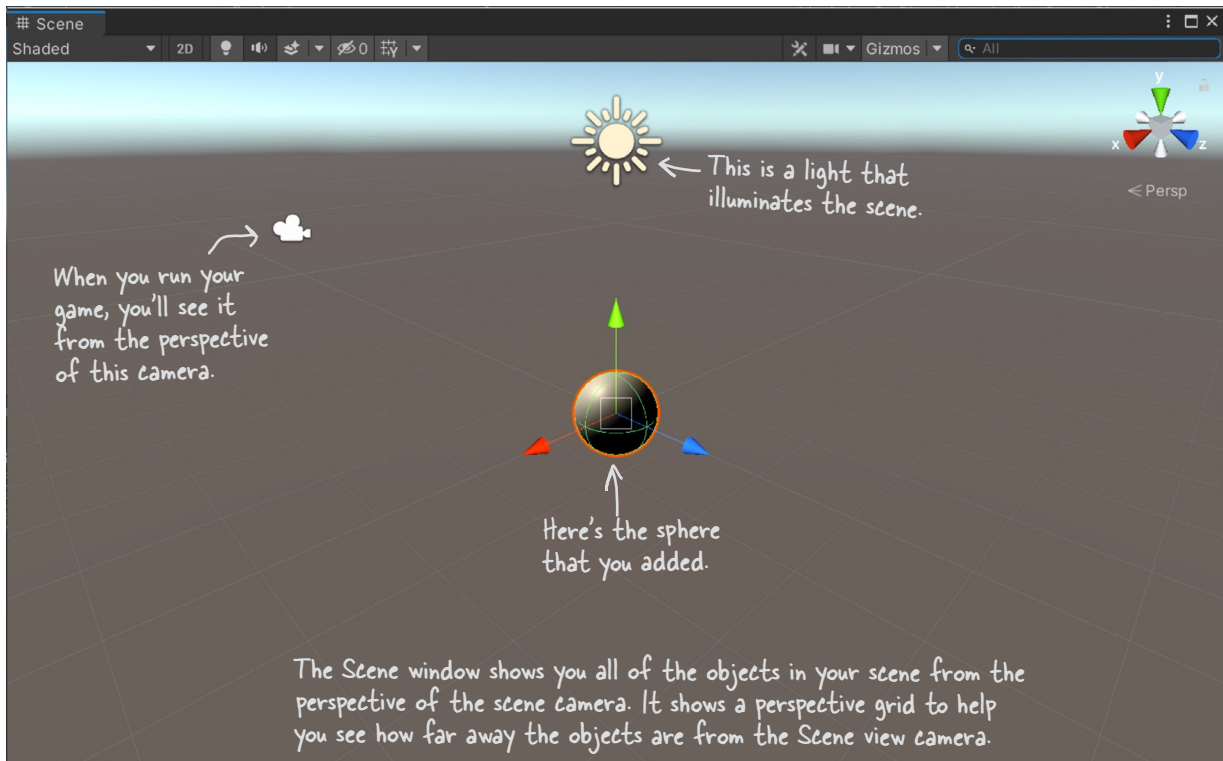 Scene
Shaded
2D
0
Gizmos
All
y
x
z
Persp
This is a light that
illuminates the scene.
When you run your
game, you'll see it
from the perspective
of this camera.
Here's the sphere
that you added.
The Scene window shows you all of the objects in your scene from the
perspective of the scene camera. It shows a perspective grid to help
you see how far away the objects are from the Scene view camera.